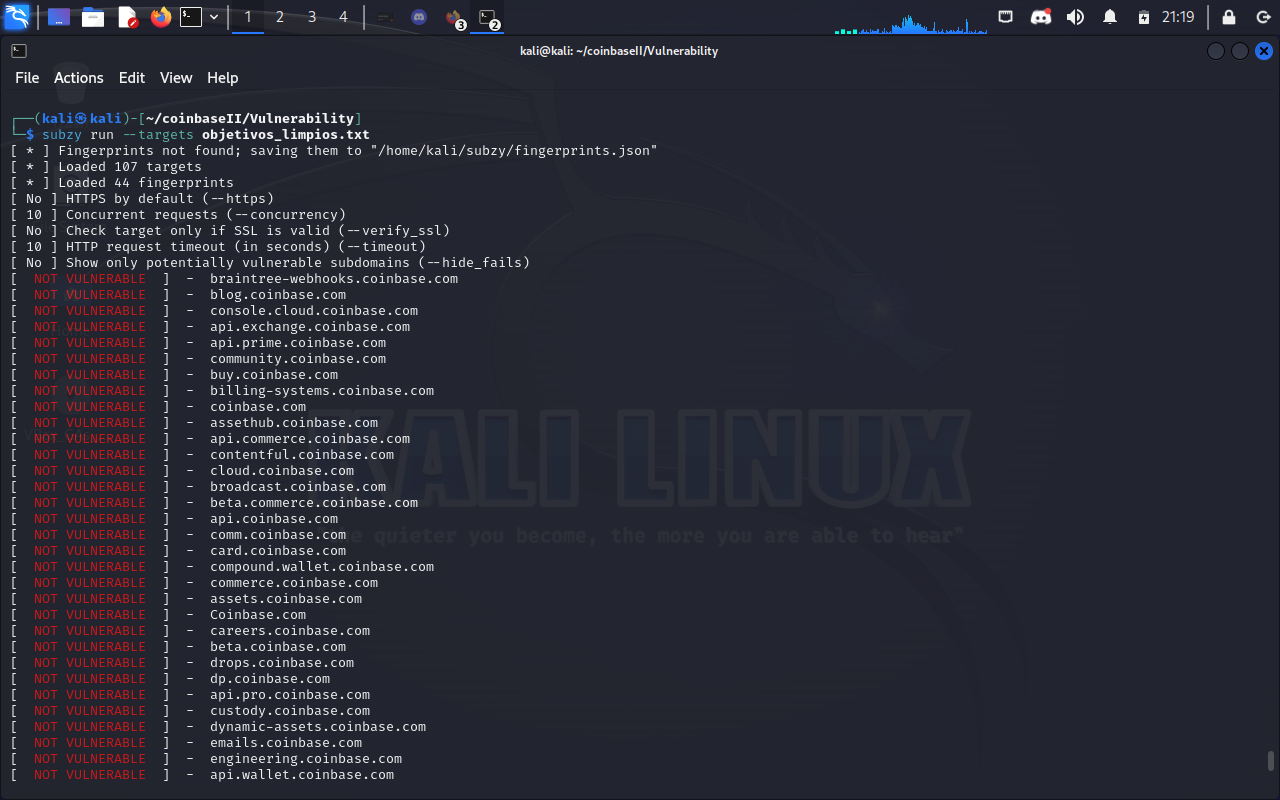 1 2 3 4 3 2 21:19
kali@kali: ~/coinbaseII/Vulnerability
File Actions Edit View Help
┌──(kali㉿kali)-[~/coinbaseII/Vulnerability]
└─$ subzy run --targets objetivos_limpios.txt
[ * ] Fingerprints not found; saving them to "/home/kali/subzy/fingerprints.json"
[ * ] Loaded 107 targets
[ * ] Loaded 44 fingerprints
[ No ] HTTPS by default (--https)
[ 10 ] Concurrent requests (--concurrency)
[ No ] Check target only if SSL is valid (--verify_ssl)
[ 10 ] HTTP request timeout (in seconds) (--timeout)
[ No ] Show only potentially vulnerable subdomains (--hide_fails)
[ NOT VULNERABLE ] - braintree-webhooks.coinbase.com
[ NOT VULNERABLE ] - blog.coinbase.com
[ NOT VULNERABLE ] - console.cloud.coinbase.com
[ NOT VULNERABLE ] - api.exchange.coinbase.com
[ NOT VULNERABLE ] - api.prime.coinbase.com
[ NOT VULNERABLE ] - community.coinbase.com
[ NOT VULNERABLE ] - buy.coinbase.com
[ NOT VULNERABLE ] - billing-systems.coinbase.com
[ NOT VULNERABLE ] - coinbase.com
[ NOT VULNERABLE ] - assethub.coinbase.com
[ NOT VULNERABLE ] - api.commerce.coinbase.com
[ NOT VULNERABLE ] - contentful.coinbase.com
[ NOT VULNERABLE ] - cloud.coinbase.com
[ NOT VULNERABLE ] - broadcast.coinbase.com
[ NOT VULNERABLE ] - beta.commerce.coinbase.com
[ NOT VULNERABLE ] - api.coinbase.com
[ NOT VULNERABLE ] - comm.coinbase.com
[ NOT VULNERABLE ] - card.coinbase.com
[ NOT VULNERABLE ] - compound.wallet.coinbase.com
[ NOT VULNERABLE ] - commerce.coinbase.com
[ NOT VULNERABLE ] - assets.coinbase.com
[ NOT VULNERABLE ] - Coinbase.com
[ NOT VULNERABLE ] - careers.coinbase.com
[ NOT VULNERABLE ] - beta.coinbase.com
[ NOT VULNERABLE ] - drops.coinbase.com
[ NOT VULNERABLE ] - dp.coinbase.com
[ NOT VULNERABLE ] - api.pro.coinbase.com
[ NOT VULNERABLE ] - custody.coinbase.com
[ NOT VULNERABLE ] - dynamic-assets.coinbase.com
[ NOT VULNERABLE ] - emails.coinbase.com
[ NOT VULNERABLE ] - engineering.coinbase.com
[ NOT VULNERABLE ] - api.wallet.coinbase.com
KALI LINUX
quieter you become, the more you are able to hear"